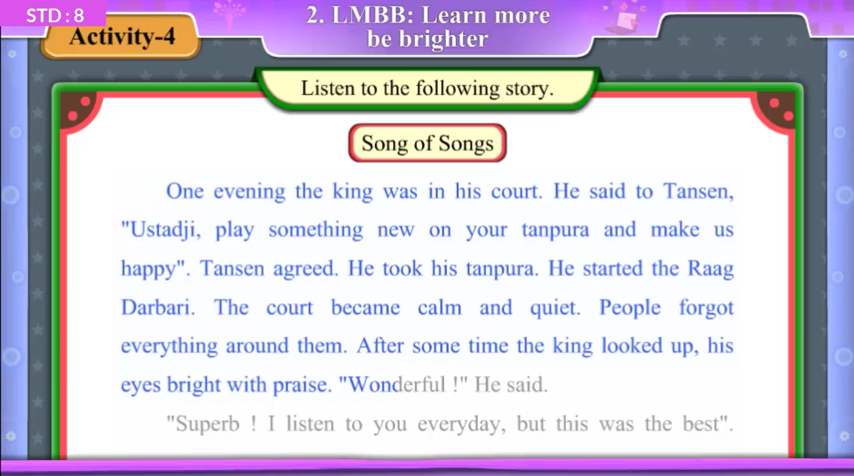 STD : 8
2. LMBB: Learn more
be brighter
Activity-4
Listen to the following story.
Song of Songs
One evening the king was in his court. He said to Tansen,
"Ustadji, play something new on your tanpura and make us
happy". Tansen agreed. He took his tanpura. He started the Raag
Darbari. The court became calm and quiet. People forgot
everything around them. After some time the king looked up, his
eyes bright with praise. "Wonderful !" He said.
"Superb ! I listen to you everyday, but this was the best".